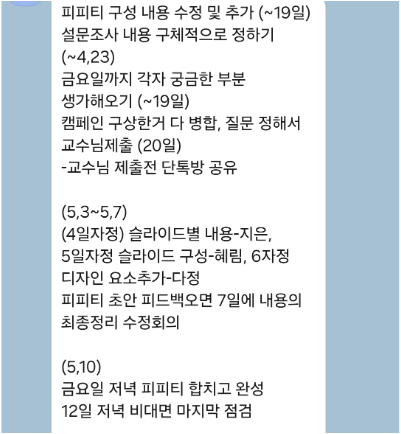 피피티 구성 내용 수정 및 추가 (~19일)
설문조사 내용 구체적으로 정하기
(~4,23)
금요일까지 각자 궁금한 부분
생가해오기 (~19일)
캠페인 구상한거 다 병합, 질문 정해서
교수님제출 (20일)
-교수님 제출전 단톡방 공유
(5,3~5,7)
(4일자정) 슬라이드별 내용-지은,
5일자정 슬라이드 구성-혜림, 6자정
디자인 요소추가-다정
피피티 초안 피드백오면 7일에 내용의
최종정리 수정회의
(5,10)
금요일 저녁 피피티 합치고 완성
12일 저녁 비대면 마지막 점검